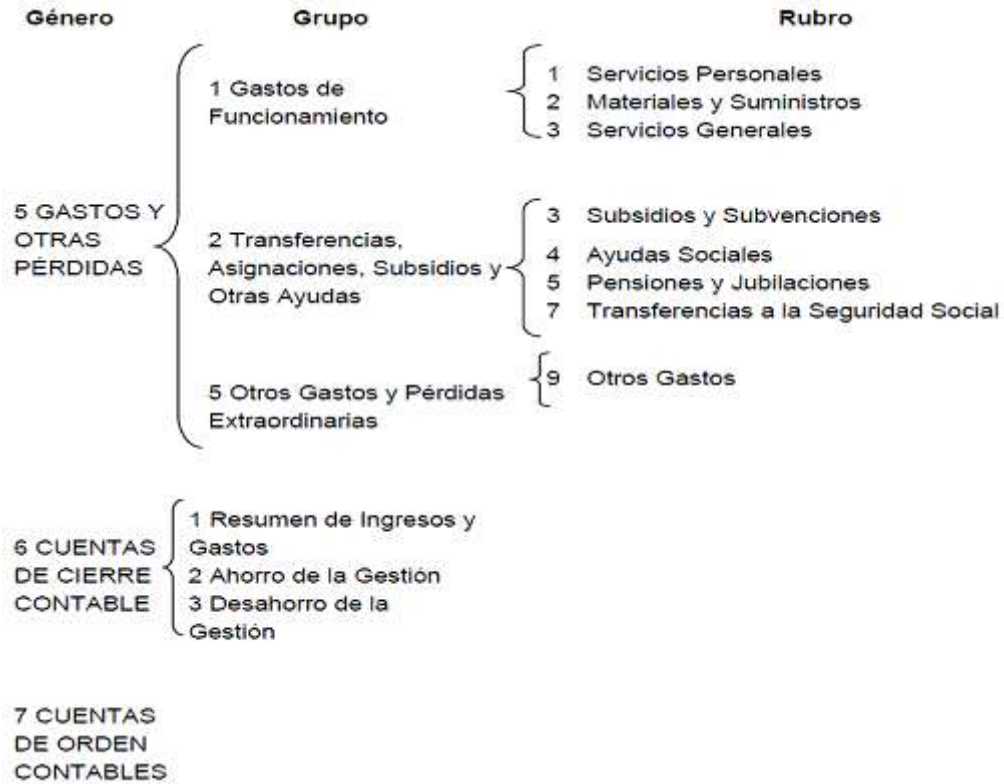 Género Grupo Rubro
5 GASTOS Y
OTRAS
PÉRDIDAS
1 Gastos de
Funcionamiento
1 Servicios Personales
2 Materiales y Suministros
3 Servicios Generales
2 Transferencias,
Asignaciones, Subsidios y
Otras Ayudas
3 Subsidios y Subvenciones
4 Ayudas Sociales
5 Pensiones y Jubilaciones
7 Transferencias a la Seguridad Social
5 Otros Gastos y Pérdidas
Extraordinarias
9 Otros Gastos
6 CUENTAS
DE CIERRE
CONTABLE
1 Resumen de Ingresos y
Gastos
2 Ahorro de la Gestión
3 Desahorro de la
Gestión
7 CUENTAS
DE ORDEN
CONTABLES